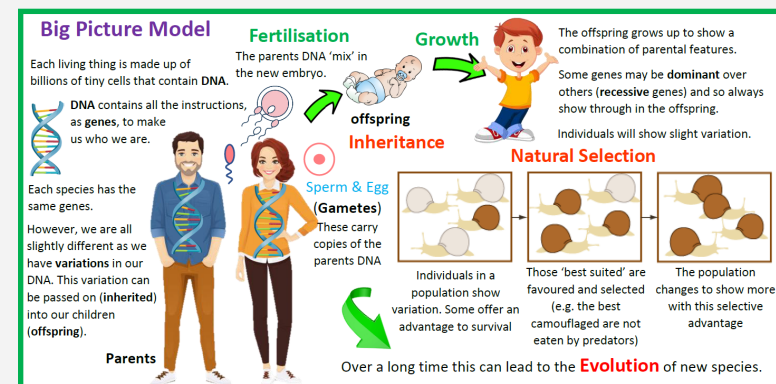 Big Picture Model
Each living thing is made up of
billions of tiny cells that contain DNA.
DNA contains all the instructions,
as genes, to make
us who we are.
Each species has the
same genes.
However, we are all
slightly different as we
have variations in our
DNA. This variation can
be passed on (inherited)
into our children
(offspring).
Parents
Fertilisation
The parents DNA ‘mix’ in
the new embryo.
offspring
Inheritance
Sperm & Egg
(Gametes)
These carry
copies of the
parents DNA
Growth
The offspring grows up to show a
combination of parental features.
Some genes may be dominant over
others (recessive genes) and so always
show through in the offspring.
Individuals will show slight variation.
Natural Selection
Individuals in a
population show
variation. Some offer an
advantage to survival
Those ‘best suited’ are
favoured and selected
(e.g. the best
camouflaged are not
eaten by predators)
The population
changes to show more
with this selective
advantage
Over a long time this can lead to the Evolution of new species.